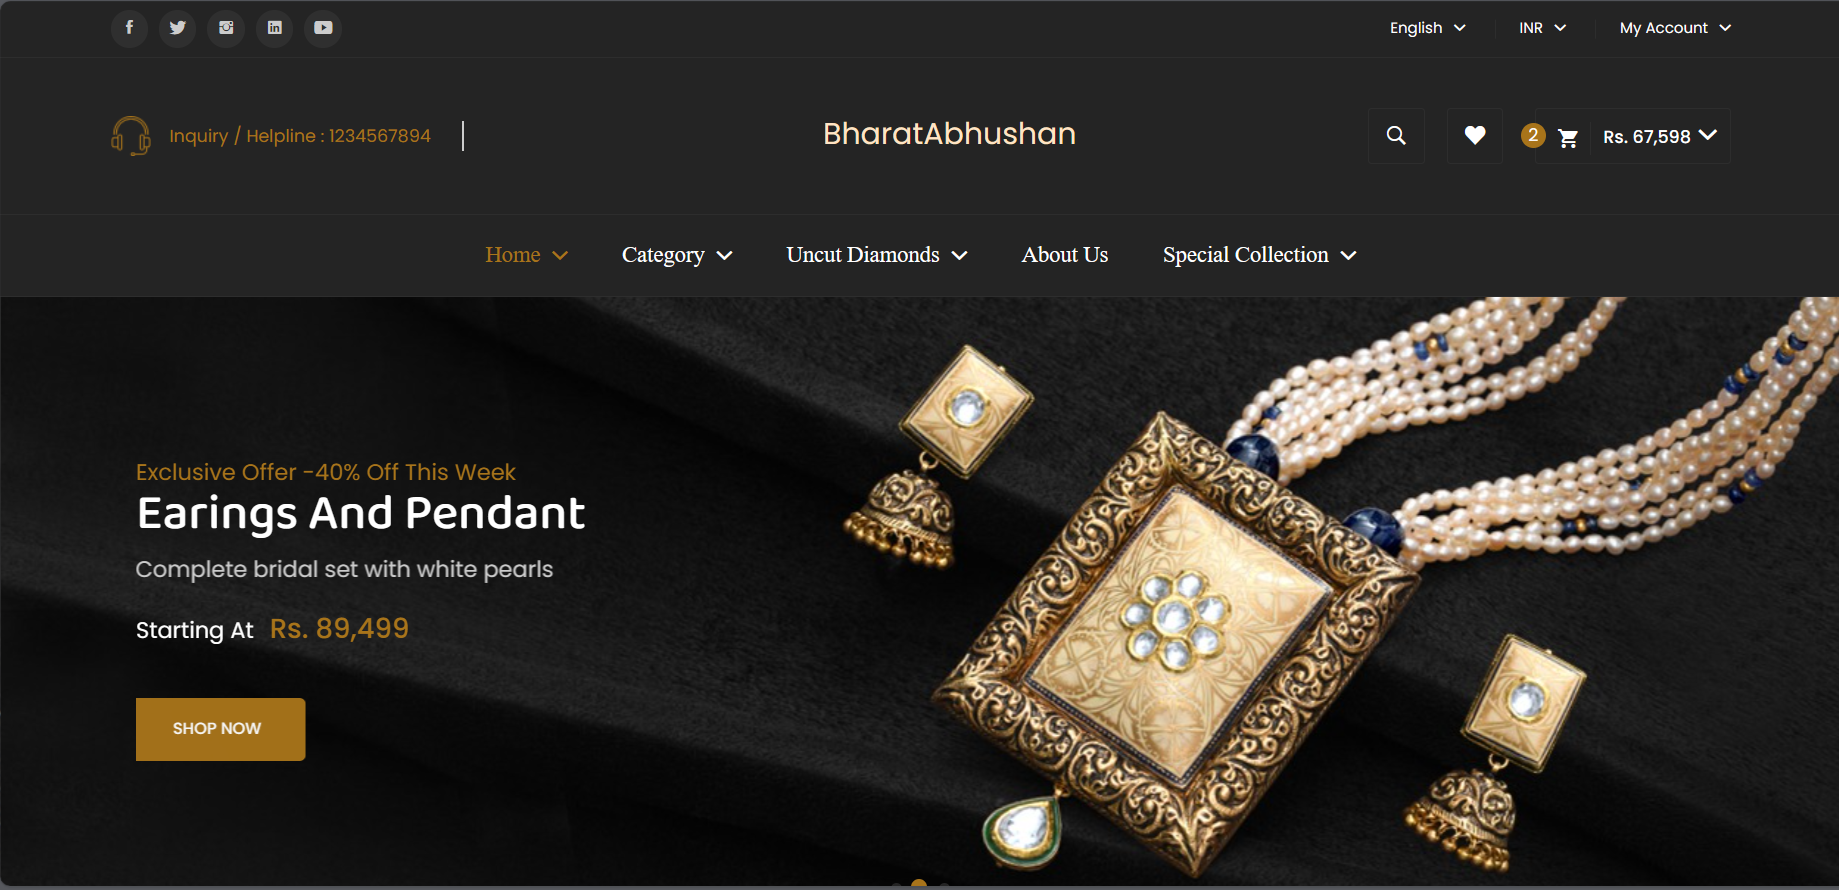 English INR My Account
Inquiry / Helpline : 1234567894
BharatAbhushan
2 Rs. 67,598
Home Category Uncut Diamonds About Us Special Collection
Exclusive Offer -40% Off This Week
Earings And Pendant
Complete bridal set with white pearls
Starting At Rs. 89,499
SHOP NOW